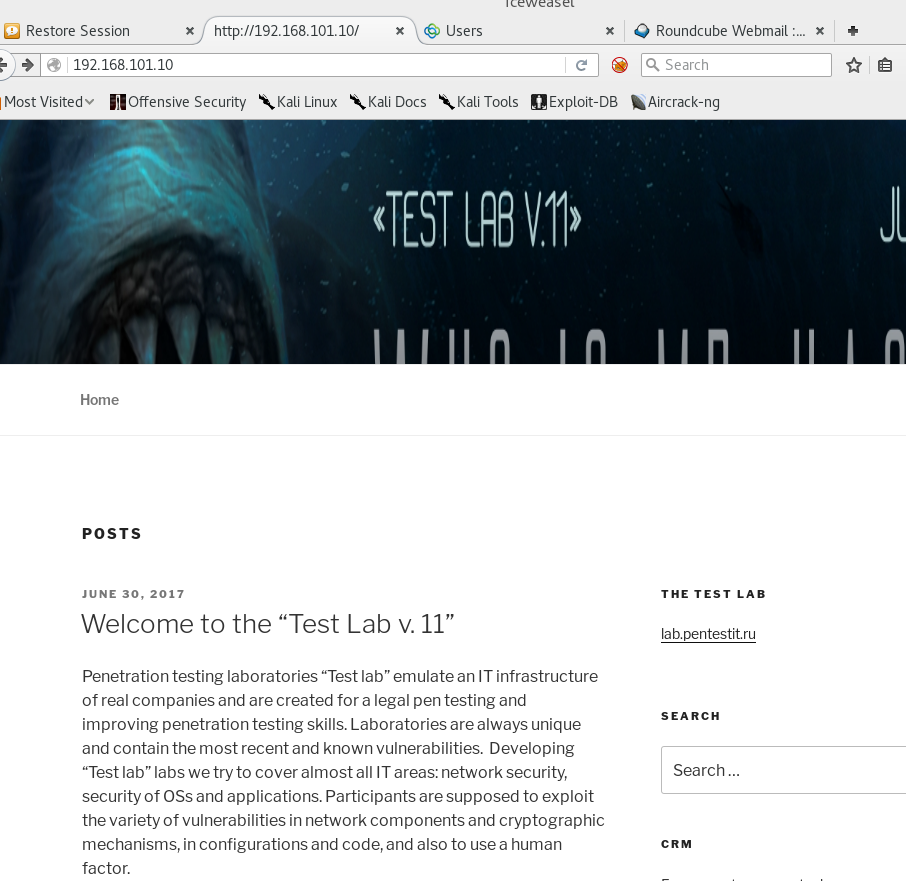 Iceweasel
Restore Session
http://192.168.101.10/
Users
Roundcube Webmail :...
192.168.101.10
Search
Most Visited
Offensive Security
Kali Linux
Kali Docs
Kali Tools
Exploit-DB
Aircrack-ng
«TEST LAB V.11»
Home
POSTS
JUNE 30, 2017
Welcome to the “Test Lab v. 11”
Penetration testing laboratories “Test lab” emulate an IT infrastructure
of real companies and are created for a legal pen testing and
improving penetration testing skills. Laboratories are always unique
and contain the most recent and known vulnerabilities.  Developing
“Test lab” labs we try to cover almost all IT areas: network security,
security of OSs and applications. Participants are supposed to exploit
the variety of vulnerabilities in network components and cryptographic
mechanisms, in configurations and code, and also to use a human
factor.
THE TEST LAB
lab.pentestit.ru
SEARCH
Search …
CRM